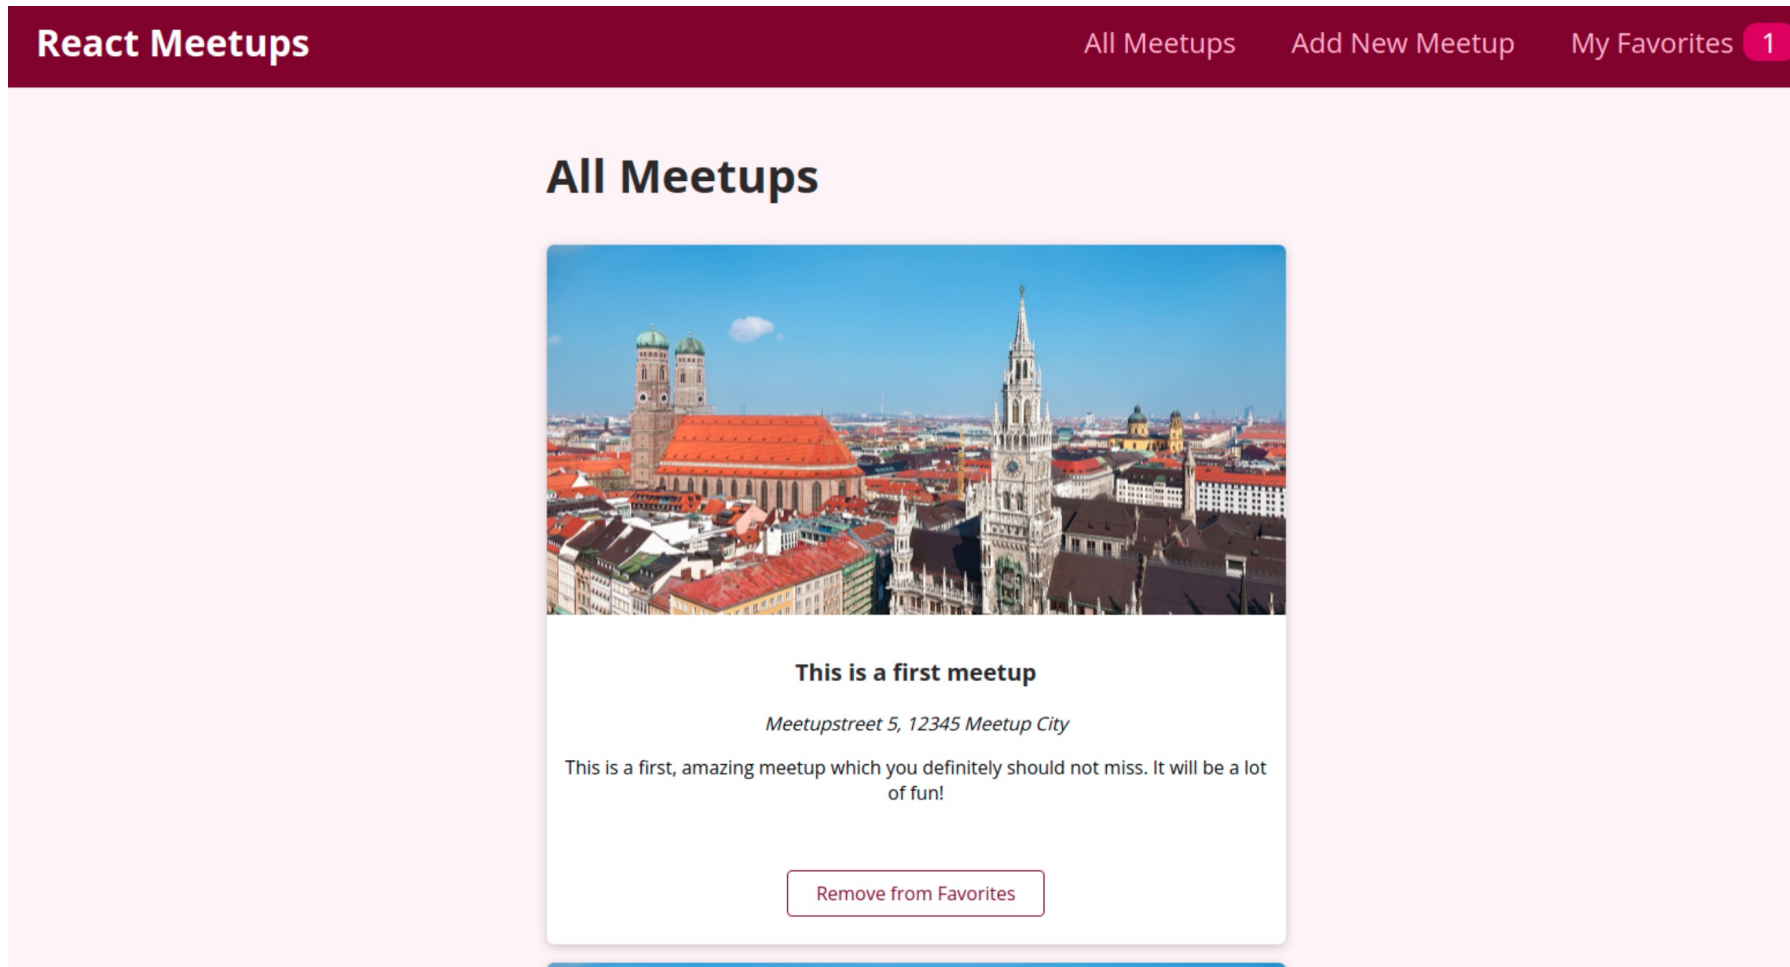 React Meetups
All Meetups
Add New Meetup
My Favorites 1
All Meetups
This is a first meetup
Meetupstreet 5, 12345 Meetup City
This is a first, amazing meetup which you definitely should not miss. It will be a lot
of fun!
Remove from Favorites